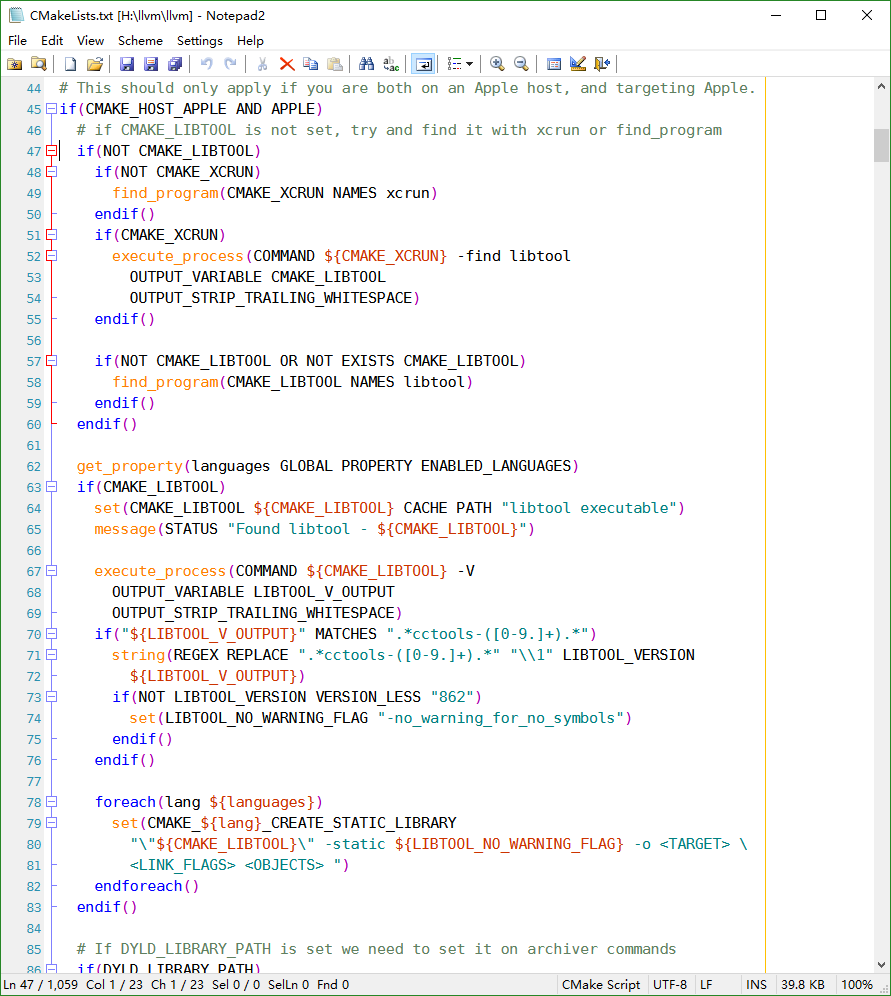 CMakeLists.txt [H:\llvm\llvm] - Notepad2
File Edit View Scheme Settings Help
44 # This should only apply if you are both on an Apple host, and targeting Apple.
45 if(CMAKE_HOST_APPLE AND APPLE)
46 # if CMAKE_LIBTOOL is not set, try and find it with xcrun or find_program
47 if(NOT CMAKE_LIBTOOL)
48 if(NOT CMAKE_XCRUN)
49 find_program(CMAKE_XCRUN NAMES xcrun)
50 endif()
51 if(CMAKE_XCRUN)
52 execute_process(COMMAND ${CMAKE_XCRUN} -find libtool
53 OUTPUT_VARIABLE CMAKE_LIBTOOL
54 OUTPUT_STRIP_TRAILING_WHITESPACE)
55 endif()
56
57 if(NOT CMAKE_LIBTOOL OR NOT EXISTS CMAKE_LIBTOOL)
58 find_program(CMAKE_LIBTOOL NAMES libtool)
59 endif()
60 endif()
61
62 get_property(languages GLOBAL PROPERTY ENABLED_LANGUAGES)
63 if(CMAKE_LIBTOOL)
64 set(CMAKE_LIBTOOL ${CMAKE_LIBTOOL} CACHE PATH "libtool executable")
65 message(STATUS "Found libtool - ${CMAKE_LIBTOOL}")
66
67 execute_process(COMMAND ${CMAKE_LIBTOOL} -V
68 OUTPUT_VARIABLE LIBTOOL_V_OUTPUT
69 OUTPUT_STRIP_TRAILING_WHITESPACE)
70 if("${LIBTOOL_V_OUTPUT}" MATCHES ".*cctools-([0-9.]+).*")
71 string(REGEX REPLACE ".*cctools-([0-9.]+).*" "\\1" LIBTOOL_VERSION
72 ${LIBTOOL_V_OUTPUT})
73 if(NOT LIBTOOL_VERSION VERSION_LESS "862")
74 set(LIBTOOL_NO_WARNING_FLAG "-no_warning_for_no_symbols")
75 endif()
76 endif()
77
78 foreach(lang ${languages})
79 set(CMAKE_${lang}_CREATE_STATIC_LIBRARY
80 "\"${CMAKE_LIBTOOL}\" -static ${LIBTOOL_NO_WARNING_FLAG} -o <TARGET> \
81 <LINK_FLAGS> <OBJECTS> ")
82 endforeach()
83 endif()
84
85 # If DYLD_LIBRARY_PATH is set we need to set it on archiver commands
86 if(DYLD_LIBRARY_PATH)
Ln 47 / 1,059 Col 1 / 23 Ch 1 / 23 Sel 0 / 0 SelLn 0 Fnd 0 CMake Script UTF-8 LF INS 39.8 KB 100%